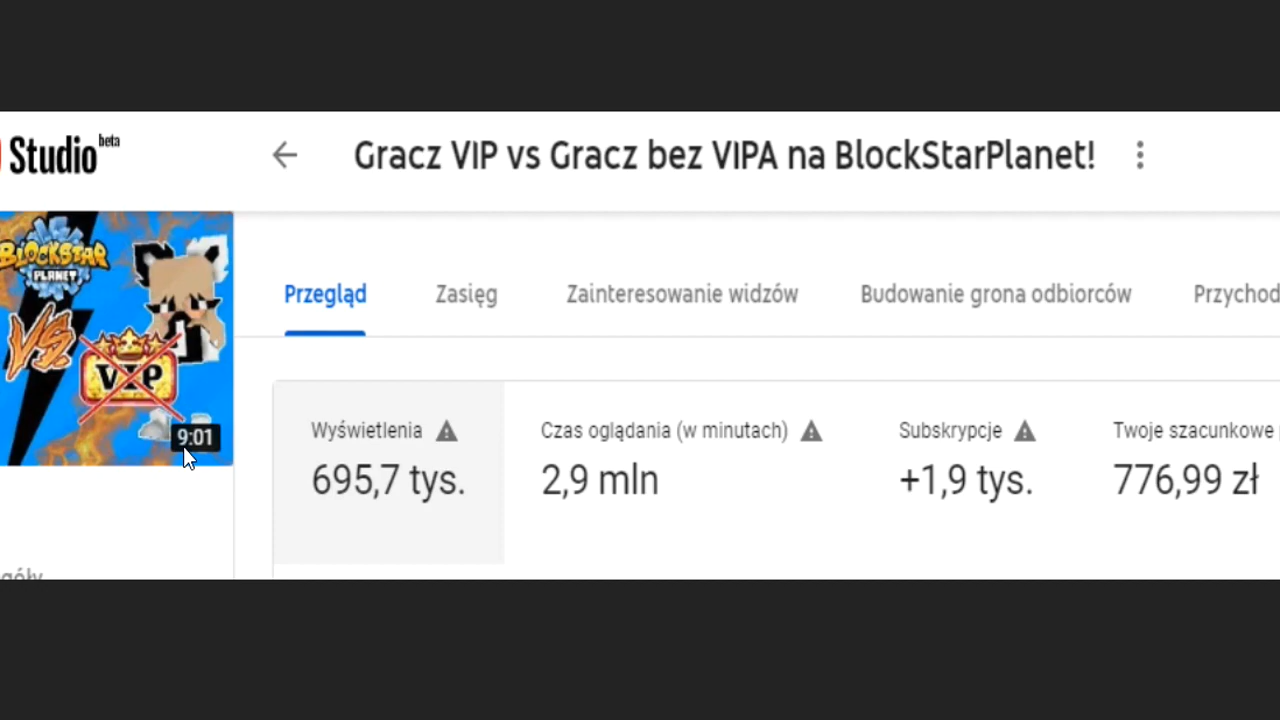 Studio beta
Gracz VIP vs Gracz bez VIPA na BlockStarPlanet!
BLOCKSTAR
PLANET
VS
VIP
9:01
Przegląd
Zasięg
Zainteresowanie widzów
Budowanie grona odbiorców
Przychod
Wyświetlenia
695,7 tys.
Czas oglądania (w minutach)
2,9 mln
Subskrypcje
+1,9 tys.
Twoje szacunkowe
776,99 zł